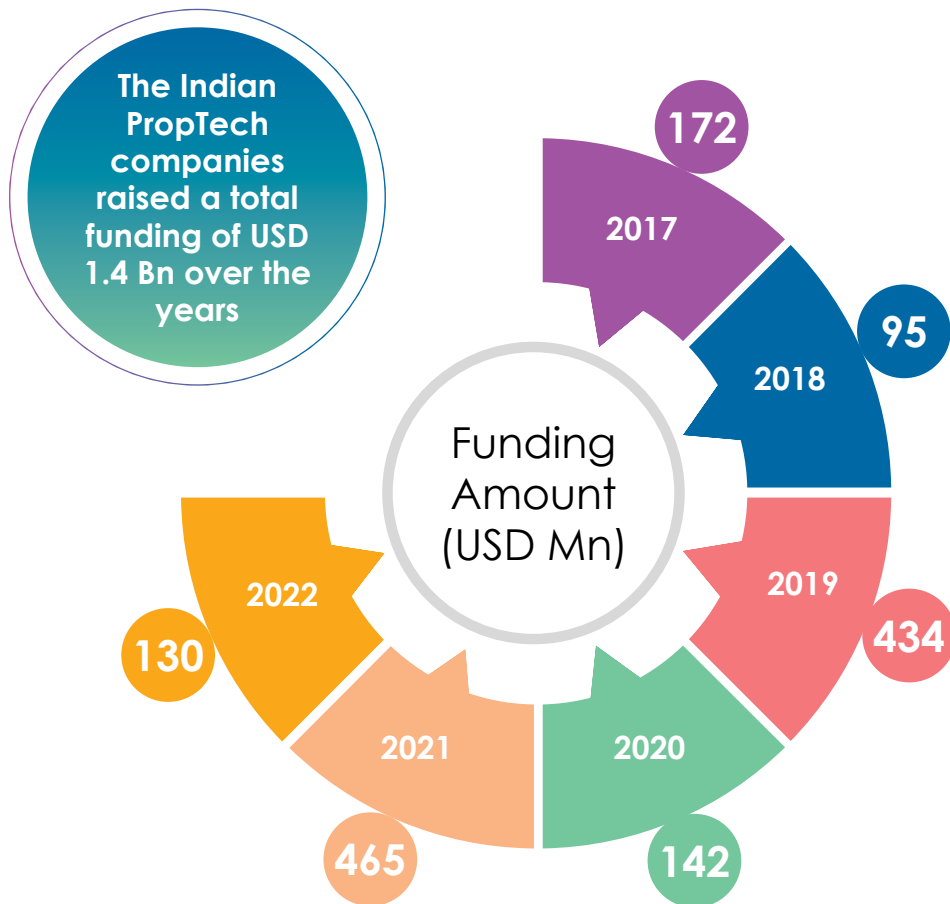 The Indian
PropTech
companies
raised a total
funding of USD
1.4 Bn over the
years
172
2017
95
2018
Funding
Amount
(USD Mn)
434
2019
142
2020
465
2021
130
2022